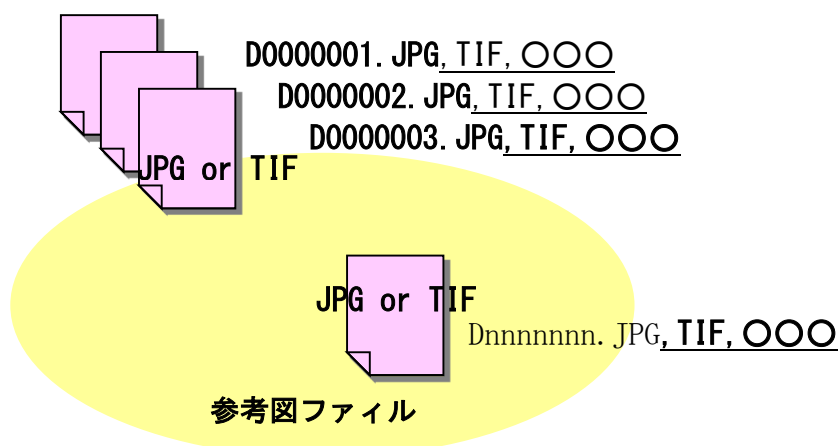 D0000001.JPG,TIF,○○○
D0000002.JPG,TIF,○○○
D0000003.JPG,TIF,○○○
JPG or TIF
JPG or TIF
Dnnnnnnn.JPG,TIF,○○○
参考図ファィル